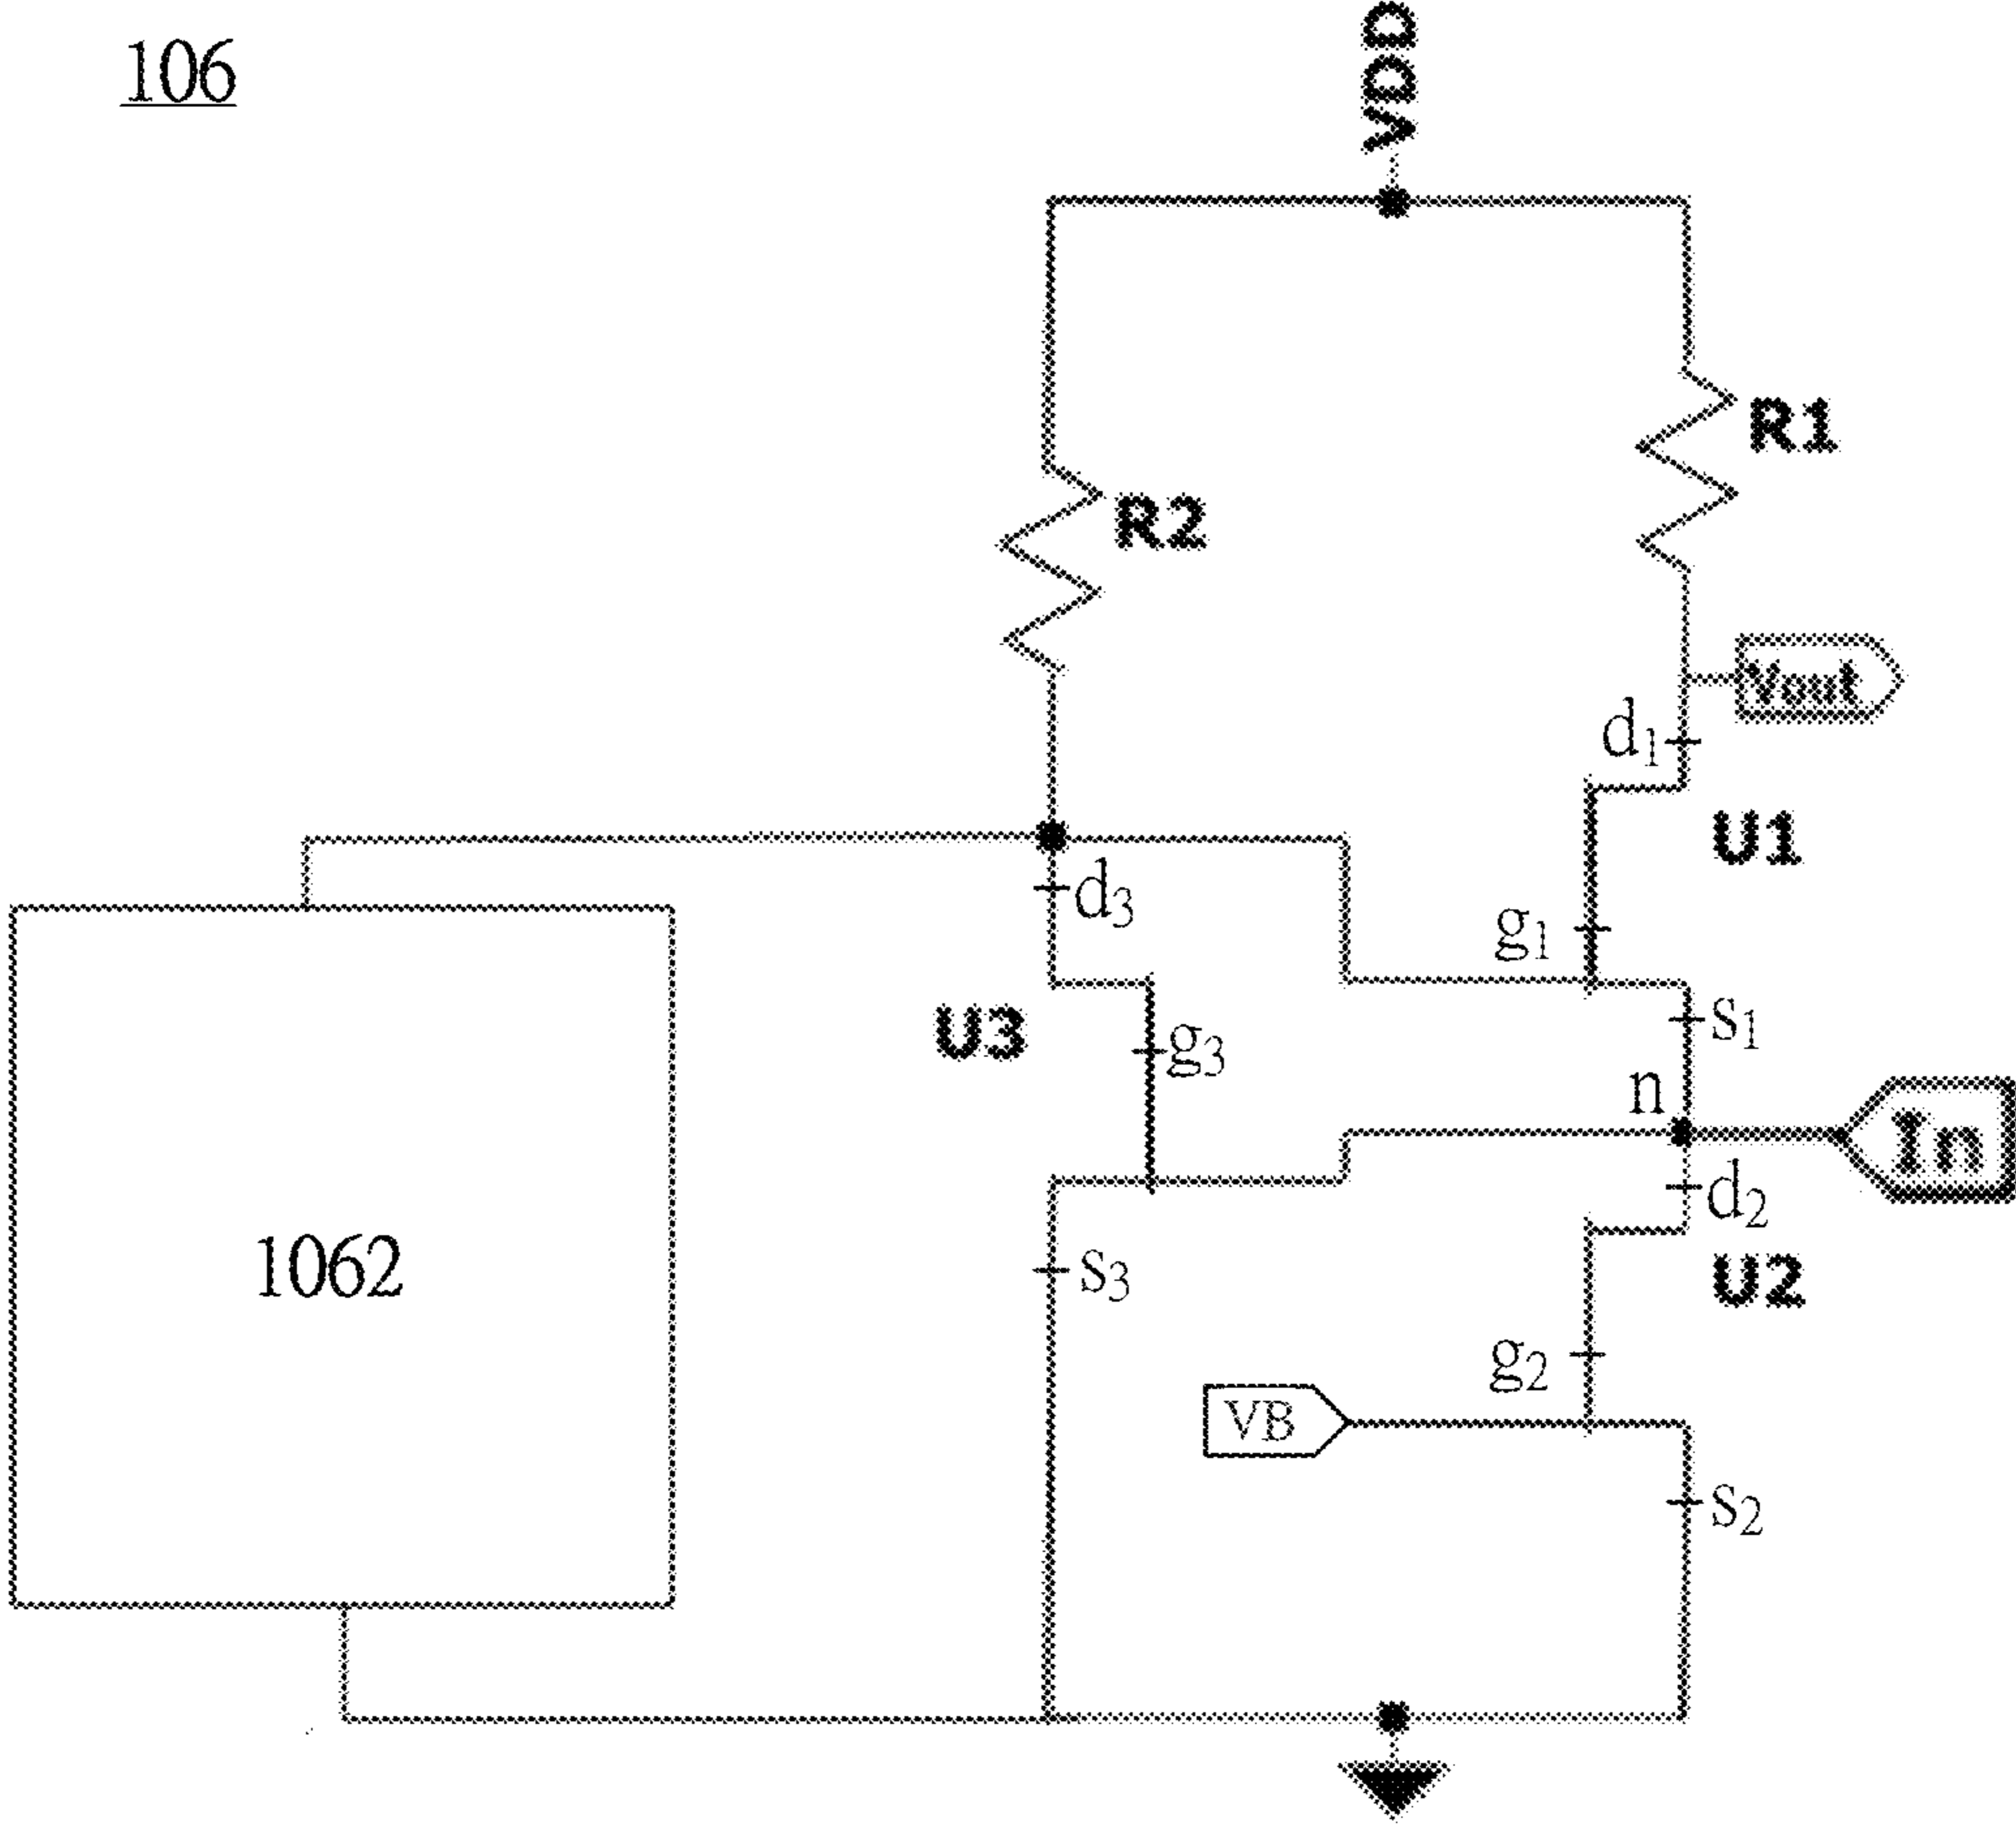 106
VDD
R1
R2
Vout
d1
U1
d3
g1
U3
g3
s1
n
In
d2
1062
s3
U2
g2
VB
s2